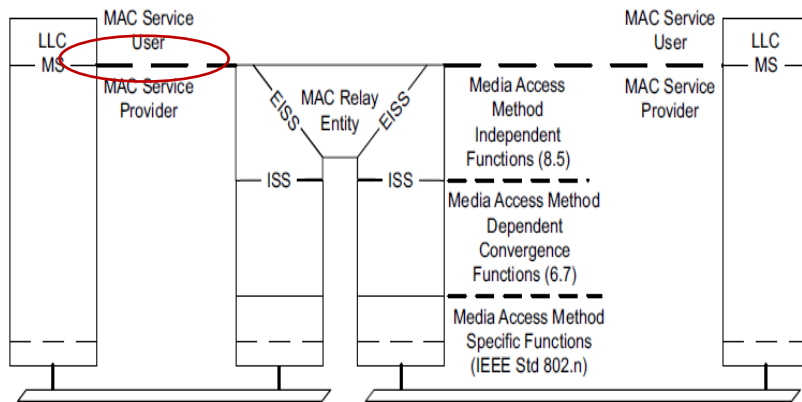 LLC
MS
MAC Service
User
MAC Service
Provider
EISS
MAC Relay
Entity
EISS
ISS
ISS
Media Access
Method
Independent
Functions (8.5)
Media Access Method
Dependent
Convergence
Functions (6.7)
Media Access Method
Specific Functions
(IEEE Std 802.n)
MAC Service
User
MAC Service
Provider
LLC
MS